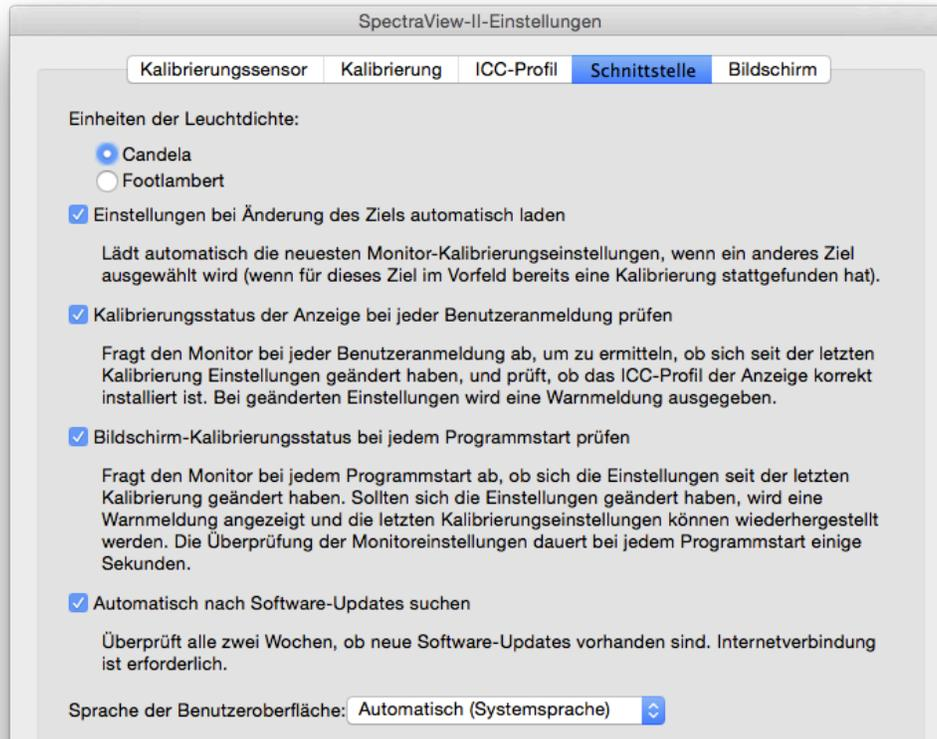 SpectraView-II-Einstellungen
Kalibrierungssensor Kalibrierung ICC-Profil Schnittstelle Bildschirm
Einheiten der Leuchtdichte:
Candela
Footlambert
Einstellungen bei Änderung des Ziels automatisch laden
Lädt automatisch die neuesten Monitor-Kalibrierungseinstellungen, wenn ein anderes Ziel
ausgewählt wird (wenn für dieses Ziel im Vorfeld bereits eine Kalibrierung stattgefunden hat).
Kalibrierungsstatus der Anzeige bei jeder Benutzeranmeldung prüfen
Fragt den Monitor bei jeder Benutzeranmeldung ab, um zu ermitteln, ob sich seit der letzten
Kalibrierung Einstellungen geändert haben, und prüft, ob das ICC-Profil der Anzeige korrekt
installiert ist. Bei geänderten Einstellungen wird eine Warnmeldung ausgegeben.
Bildschirm-Kalibrierungsstatus bei jedem Programmstart prüfen
Fragt den Monitor bei jedem Programmstart ab, ob sich die Einstellungen seit der letzten
Kalibrierung geändert haben. Sollten sich die Einstellungen geändert haben, wird eine
Warnmeldung angezeigt und die letzten Kalibrierungseinstellungen können wiederhergestellt
werden. Die Überprüfung der Monitoreinstellungen dauert bei jedem Programmstart einige
Sekunden.
Automatisch nach Software-Updates suchen
Überprüft alle zwei Wochen, ob neue Software-Updates vorhanden sind. Internetverbindung
ist erforderlich.
Sprache der Benutzeroberfläche: Automatisch (Systemsprache)